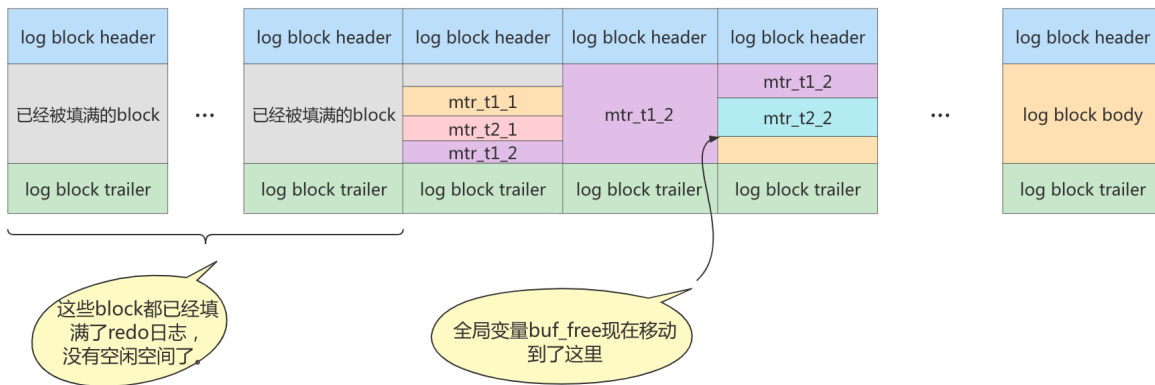 log block header
log block header
log block header
log block header
log block header
log block header
已经被填满的block
...
已经被填满的block
mtr_t1_1
mtr_t2_1
mtr_t1_2
mtr_t1_2
mtr_t1_2
mtr_t2_2
...
log block body
log block trailer
log block trailer
log block trailer
log block trailer
log block trailer
log block trailer
这些block都已经填
满了redo日志，
没有空闲空间了。
全局变量buf_free现在移动
到了这里